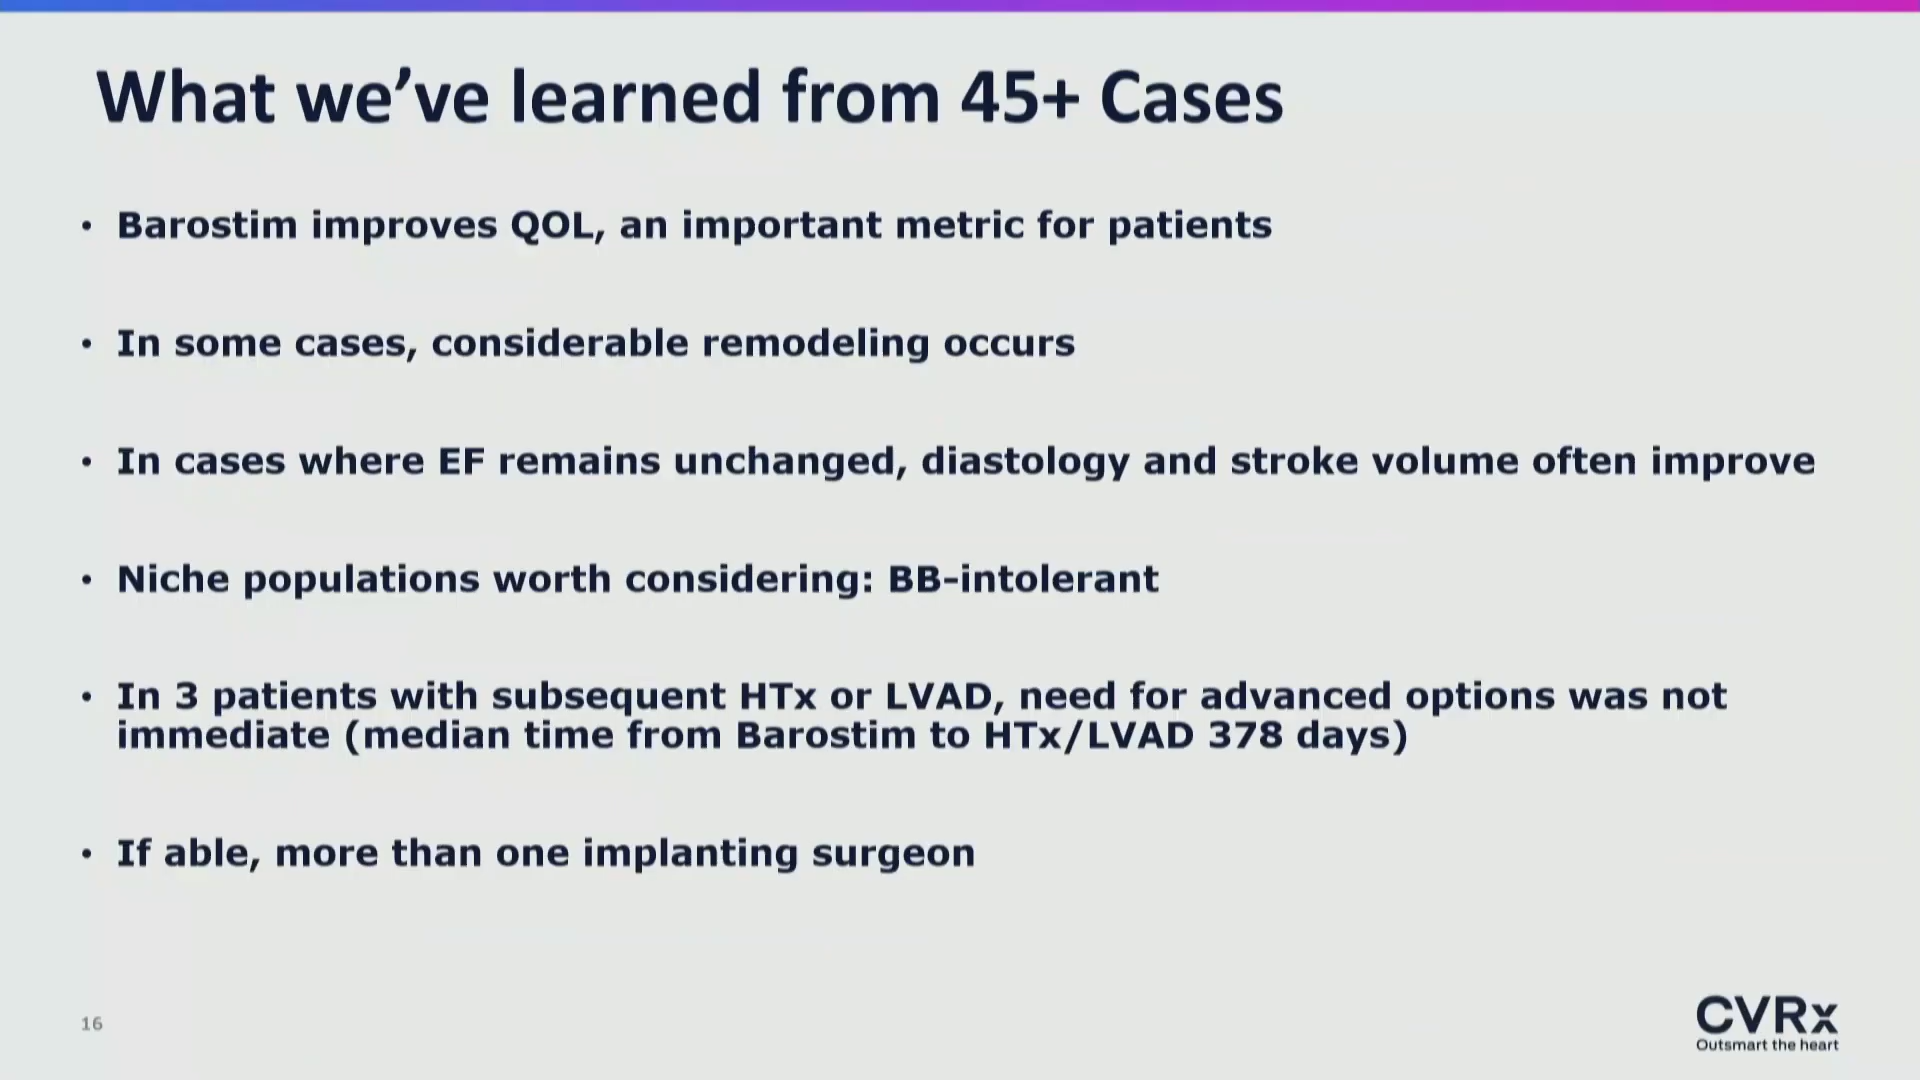 What we’ve learned from 45+ Cases
• Barostim improves QOL, an important metric for patients
• In some cases, considerable remodeling occurs
• In cases where EF remains unchanged, diastology and stroke volume often improve
• Niche populations worth considering: BB-intolerant
• In 3 patients with subsequent HTx or LVAD, need for advanced options was not
immediate (median time from Barostim to HTx/LVAD 378 days)
• If able, more than one implanting surgeon
16
CVRx
Outsmart the heart